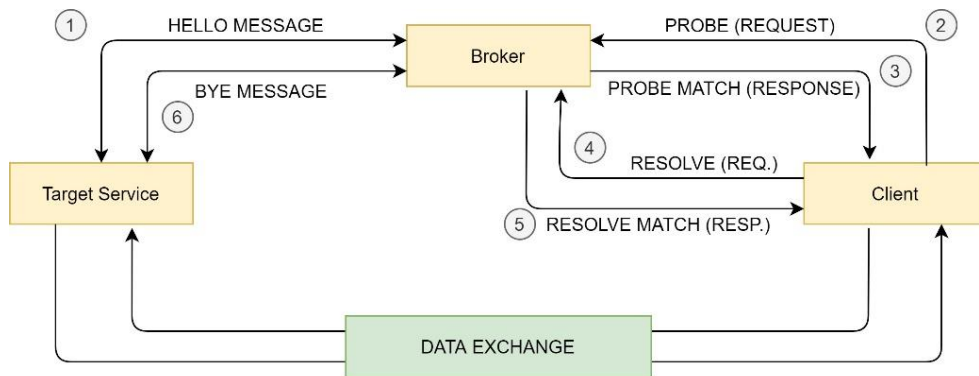 1
HELLO MESSAGE
PROBE (REQUEST)
2
Broker
3
BYE MESSAGE
PROBE MATCH (RESPONSE)
6
4
RESOLVE (REQ.)
Target Service
Client
5
RESOLVE MATCH (RESP.)
DATA EXCHANGE